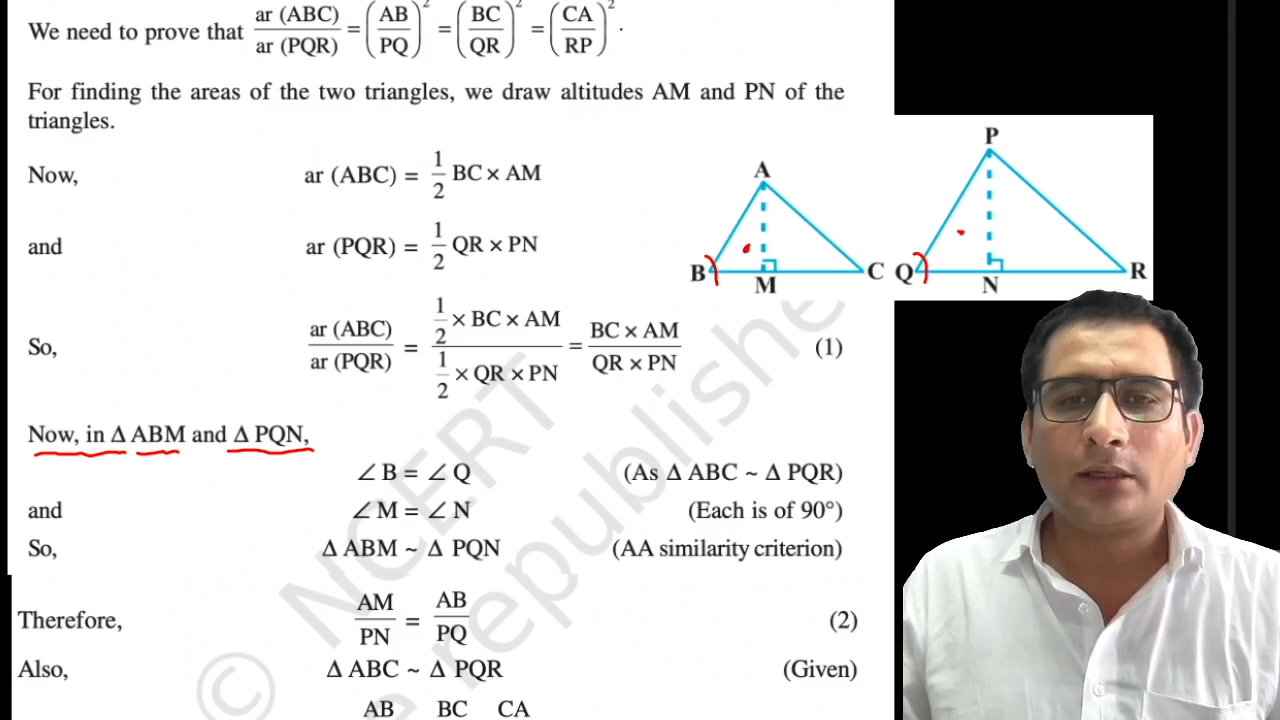 We need to prove that ar (ABC) / ar (PQR) = (AB / PQ)² = (BC / QR)² = (CA / RP)² ·
For finding the areas of the two triangles, we draw altitudes AM and PN of the
triangles.
Now, ar (ABC) = 1/2 BC × AM
and ar (PQR) = 1/2 QR × PN
So, ar (ABC) / ar (PQR) = (1/2 × BC × AM) / (1/2 × QR × PN) = (BC × AM) / (QR × PN) (1)
Now, in Δ ABM and Δ PQN,
∠ B = ∠ Q (As Δ ABC ~ Δ PQR)
and ∠ M = ∠ N (Each is of 90°)
So, Δ ABM ~ Δ PQN (AA similarity criterion)
Therefore, AM / PN = AB / PQ (2)
Also, Δ ABC ~ Δ PQR (Given)
AB BC CA
A
B
M
C
P
Q
N
R
© NCERT
republishe